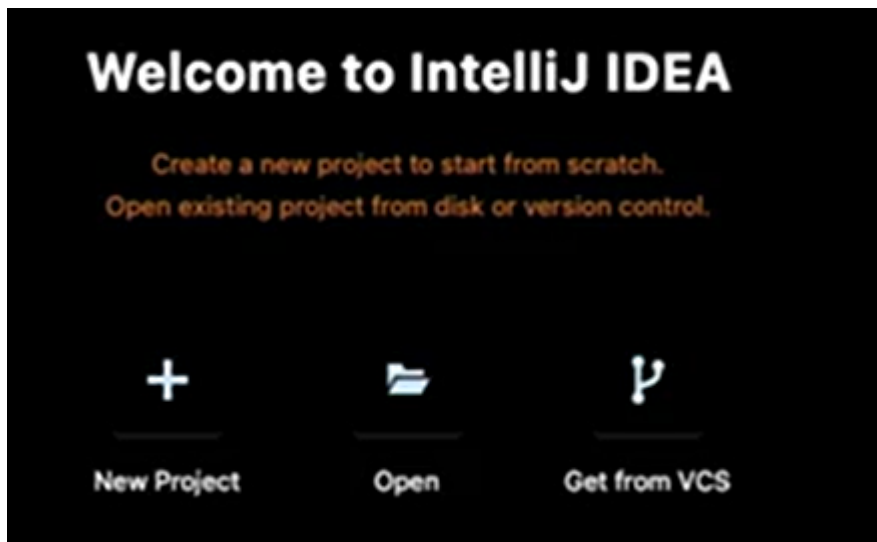 Welcome to IntelliJ IDEA
Create a new project to start from scratch.
Open existing project from disk or version control.
New Project
Open
Get from VCS